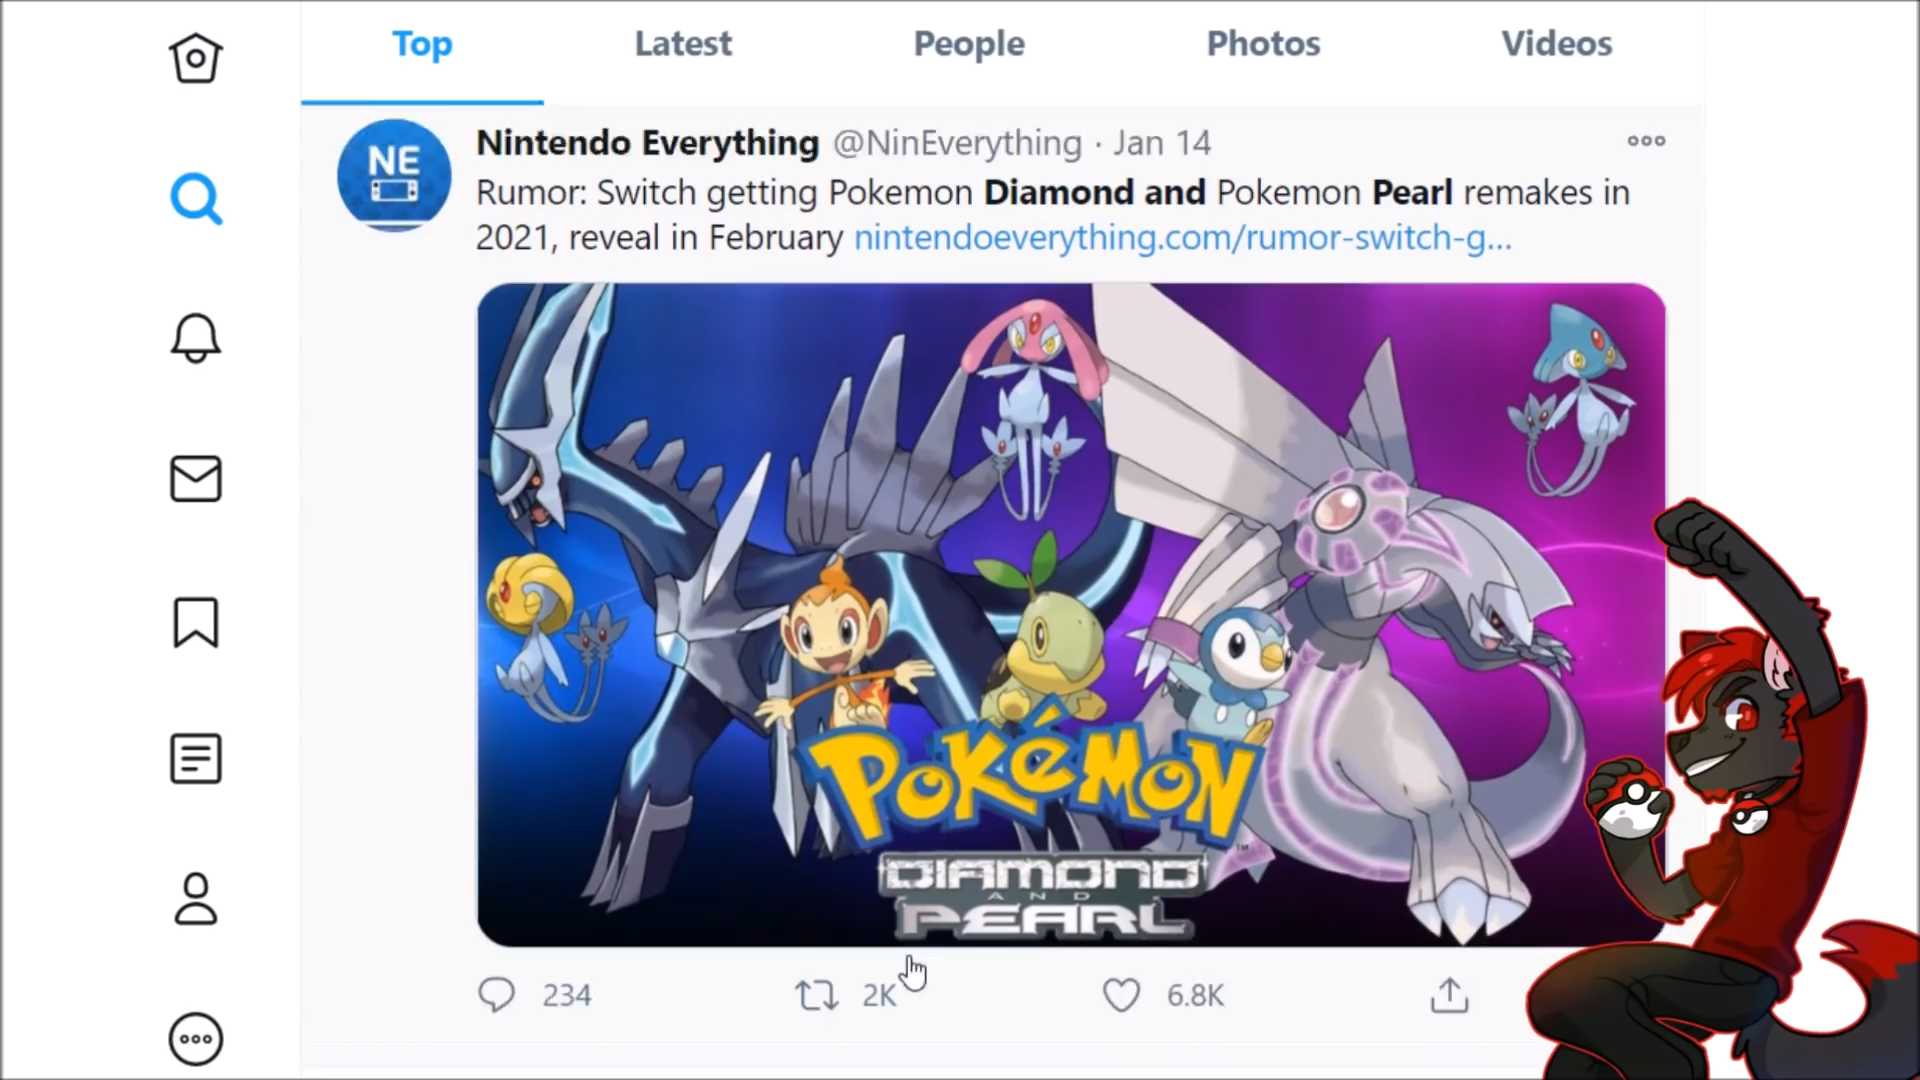 Top Latest People Photos Videos
NE
Nintendo Everything @NinEverything · Jan 14
Rumor: Switch getting Pokemon Diamond and Pokemon Pearl remakes in
2021, reveal in February nintendoeverything.com/rumor-switch-g...
POKéMON
™
DIAMOND
AND
PEARL
234 2K 6.8K